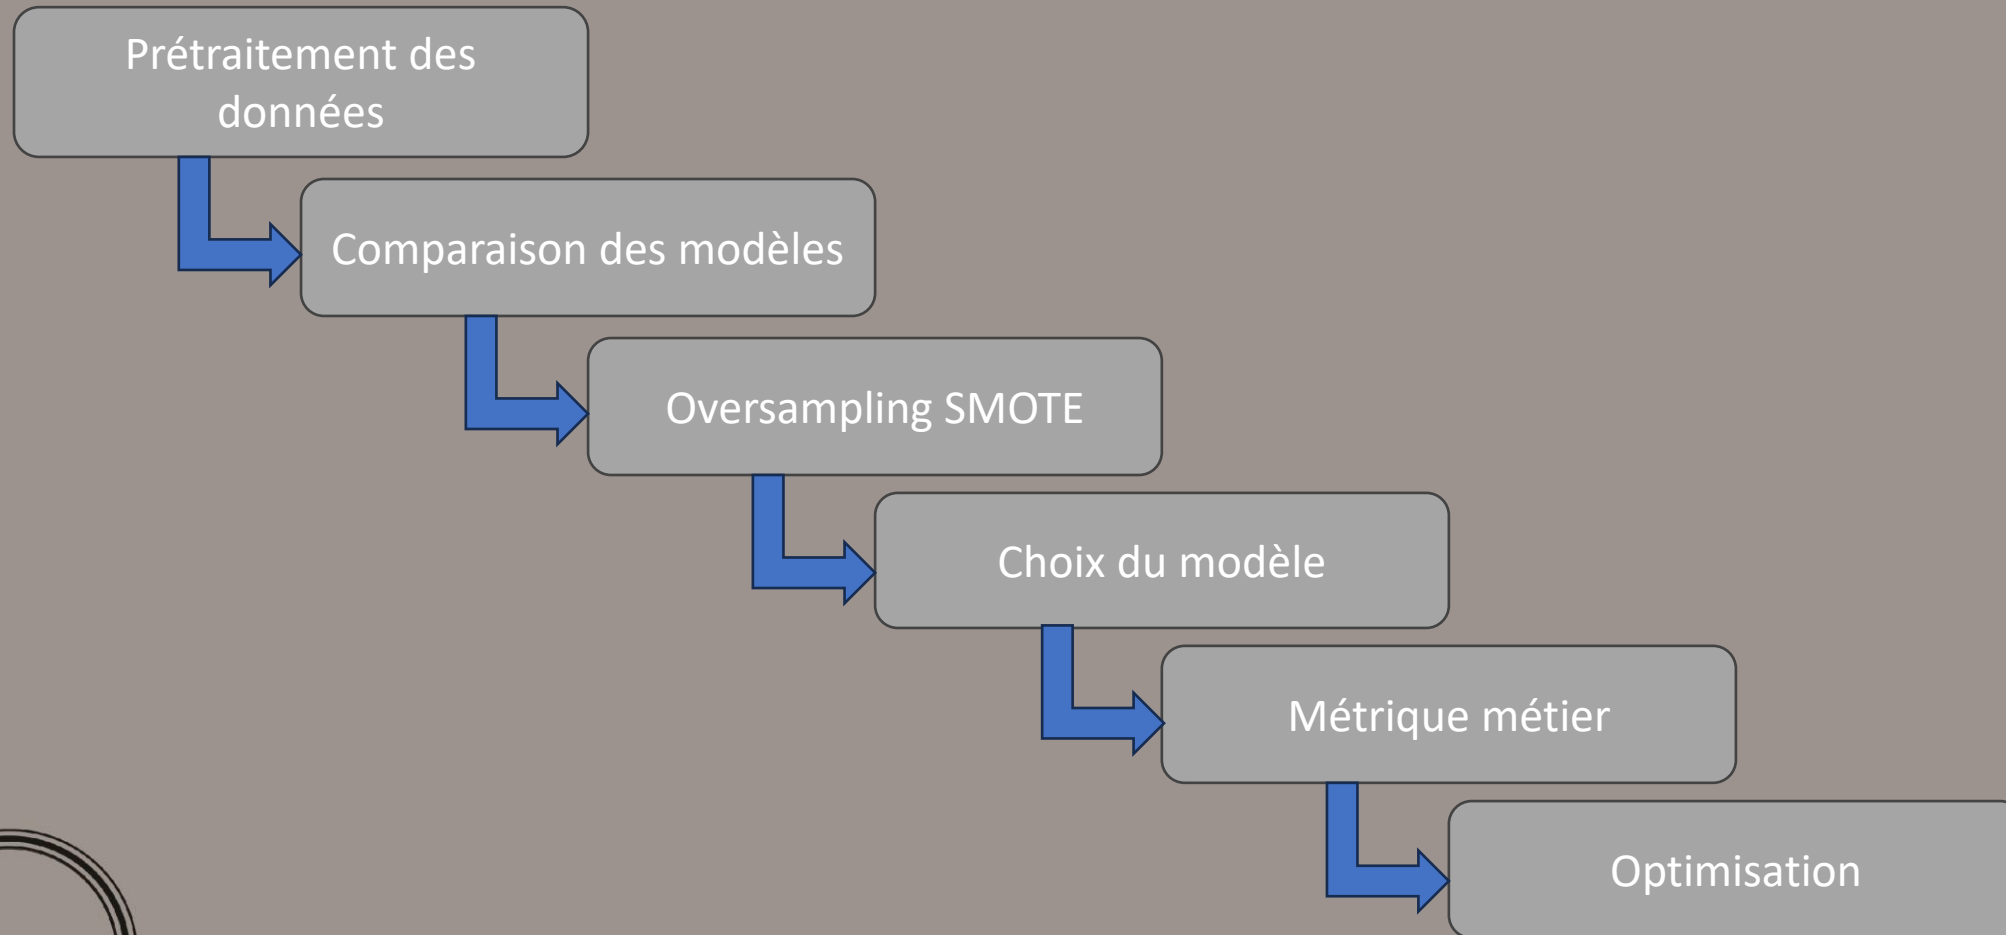 Prétraitement des
données
Comparaison des modèles
Oversampling SMOTE
Choix du modèle
Métrique métier
Optimisation